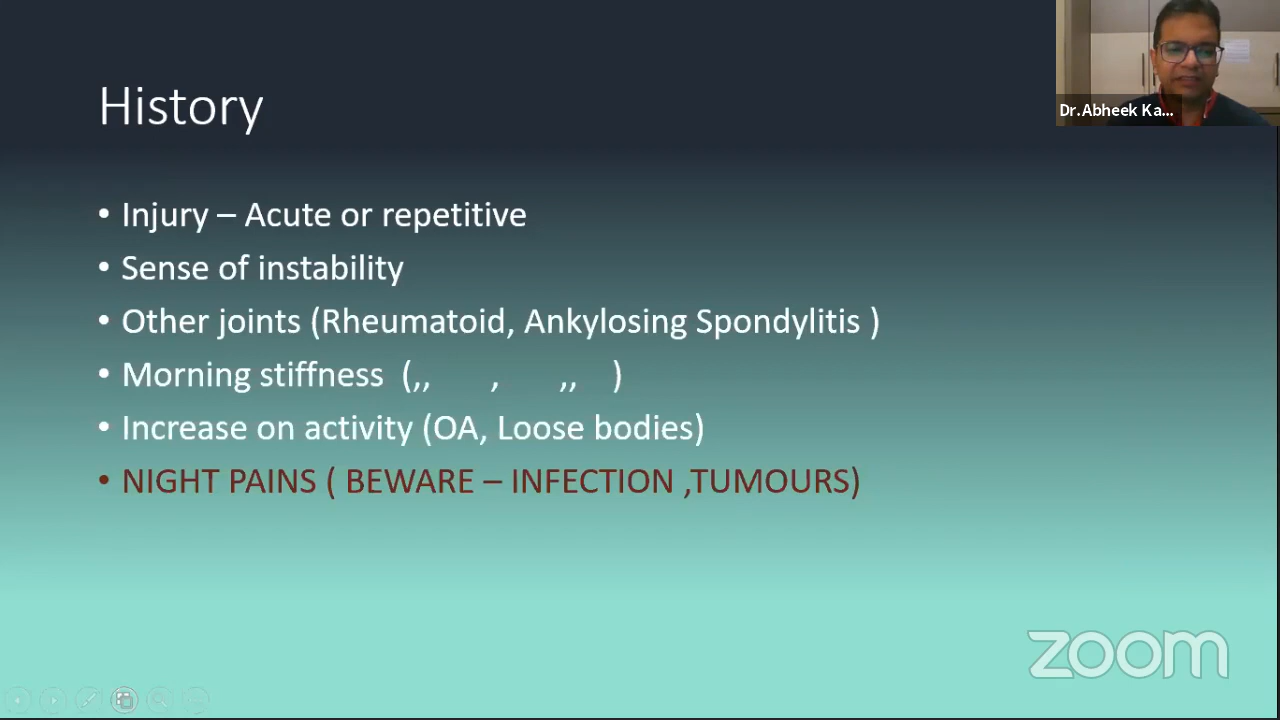 History
Dr.Abheek Ka...
• Injury – Acute or repetitive
• Sense of instability
• Other joints (Rheumatoid, Ankylosing Spondylitis )
• Morning stiffness (,, , ,, )
• Increase on activity (OA, Loose bodies)
• NIGHT PAINS ( BEWARE – INFECTION ,TUMOURS)
zoom